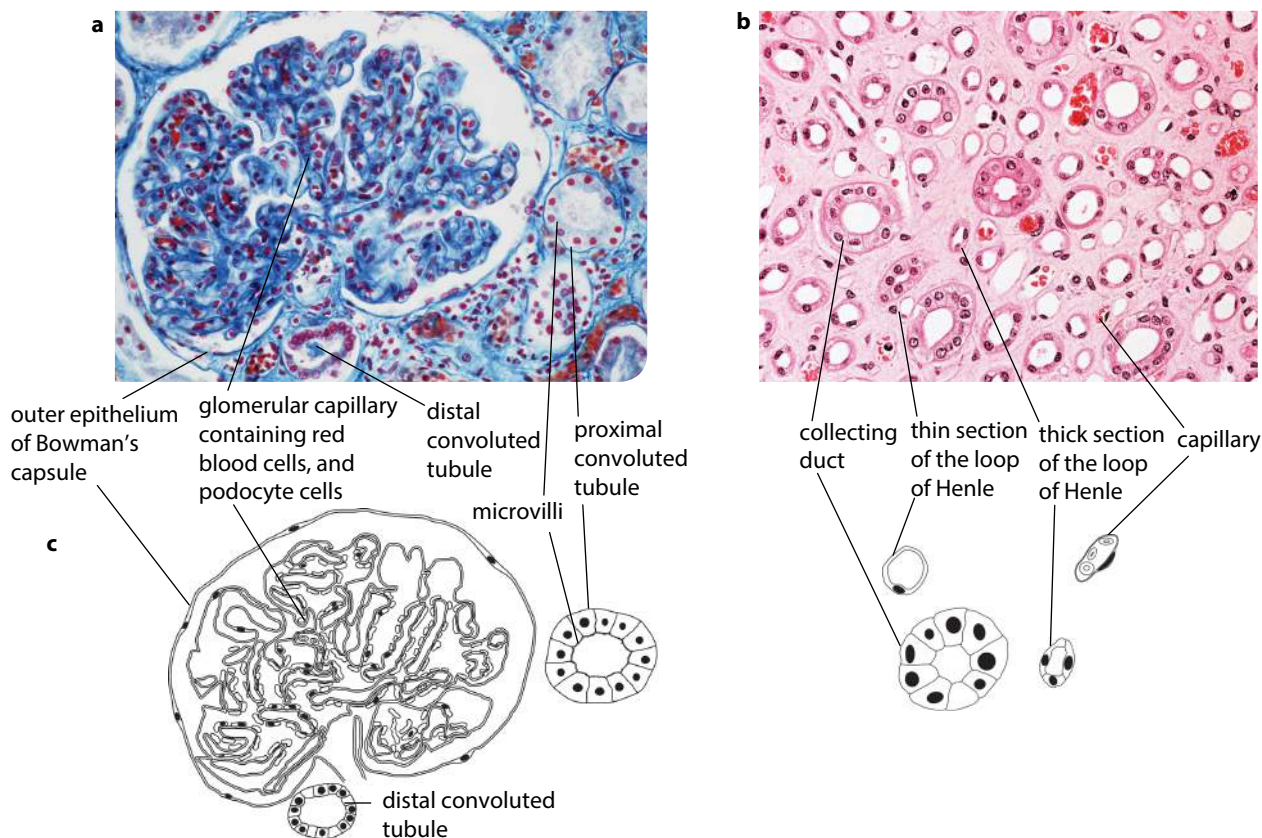 a
b
outer epithelium
of Bowman's
capsule
glomerular capillary
containing red
blood cells, and
podocyte cells
distal
convoluted
tubule
microvilli
proximal
convoluted
tubule
collecting
duct
thin section
of the loop
of Henle
thick section
of the loop
of Henle
capillary
c
distal convoluted
tubule